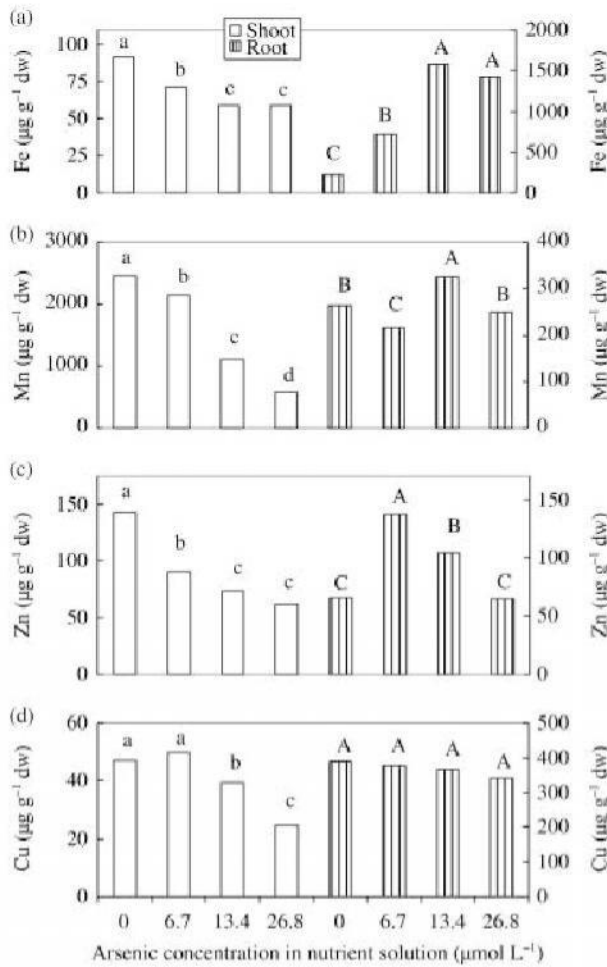 (a)
Shoot
Root
100
75
50
25
0
2000
1500
1000
500
0
Fe (µg g⁻¹ dw)
Fe (µg g⁻¹ dw)
a
b
c
c
C
B
A
A
(b)
3000
2000
1000
0
400
300
200
100
0
Mn (µg g⁻¹ dw)
Mn (µg g⁻¹ dw)
a
b
c
d
B
C
A
B
(c)
150
100
50
0
150
100
50
0
Zn (µg g⁻¹ dw)
Zn (µg g⁻¹ dw)
a
b
c
c
C
A
B
C
(d)
60
40
20
0
500
400
300
200
100
0
Cu (µg g⁻¹ dw)
Cu (µg g⁻¹ dw)
a
a
b
c
A
A
A
A
0 6.7 13.4 26.8 0 6.7 13.4 26.8
Arsenic concentration in nutrient solution (µmol L⁻¹)